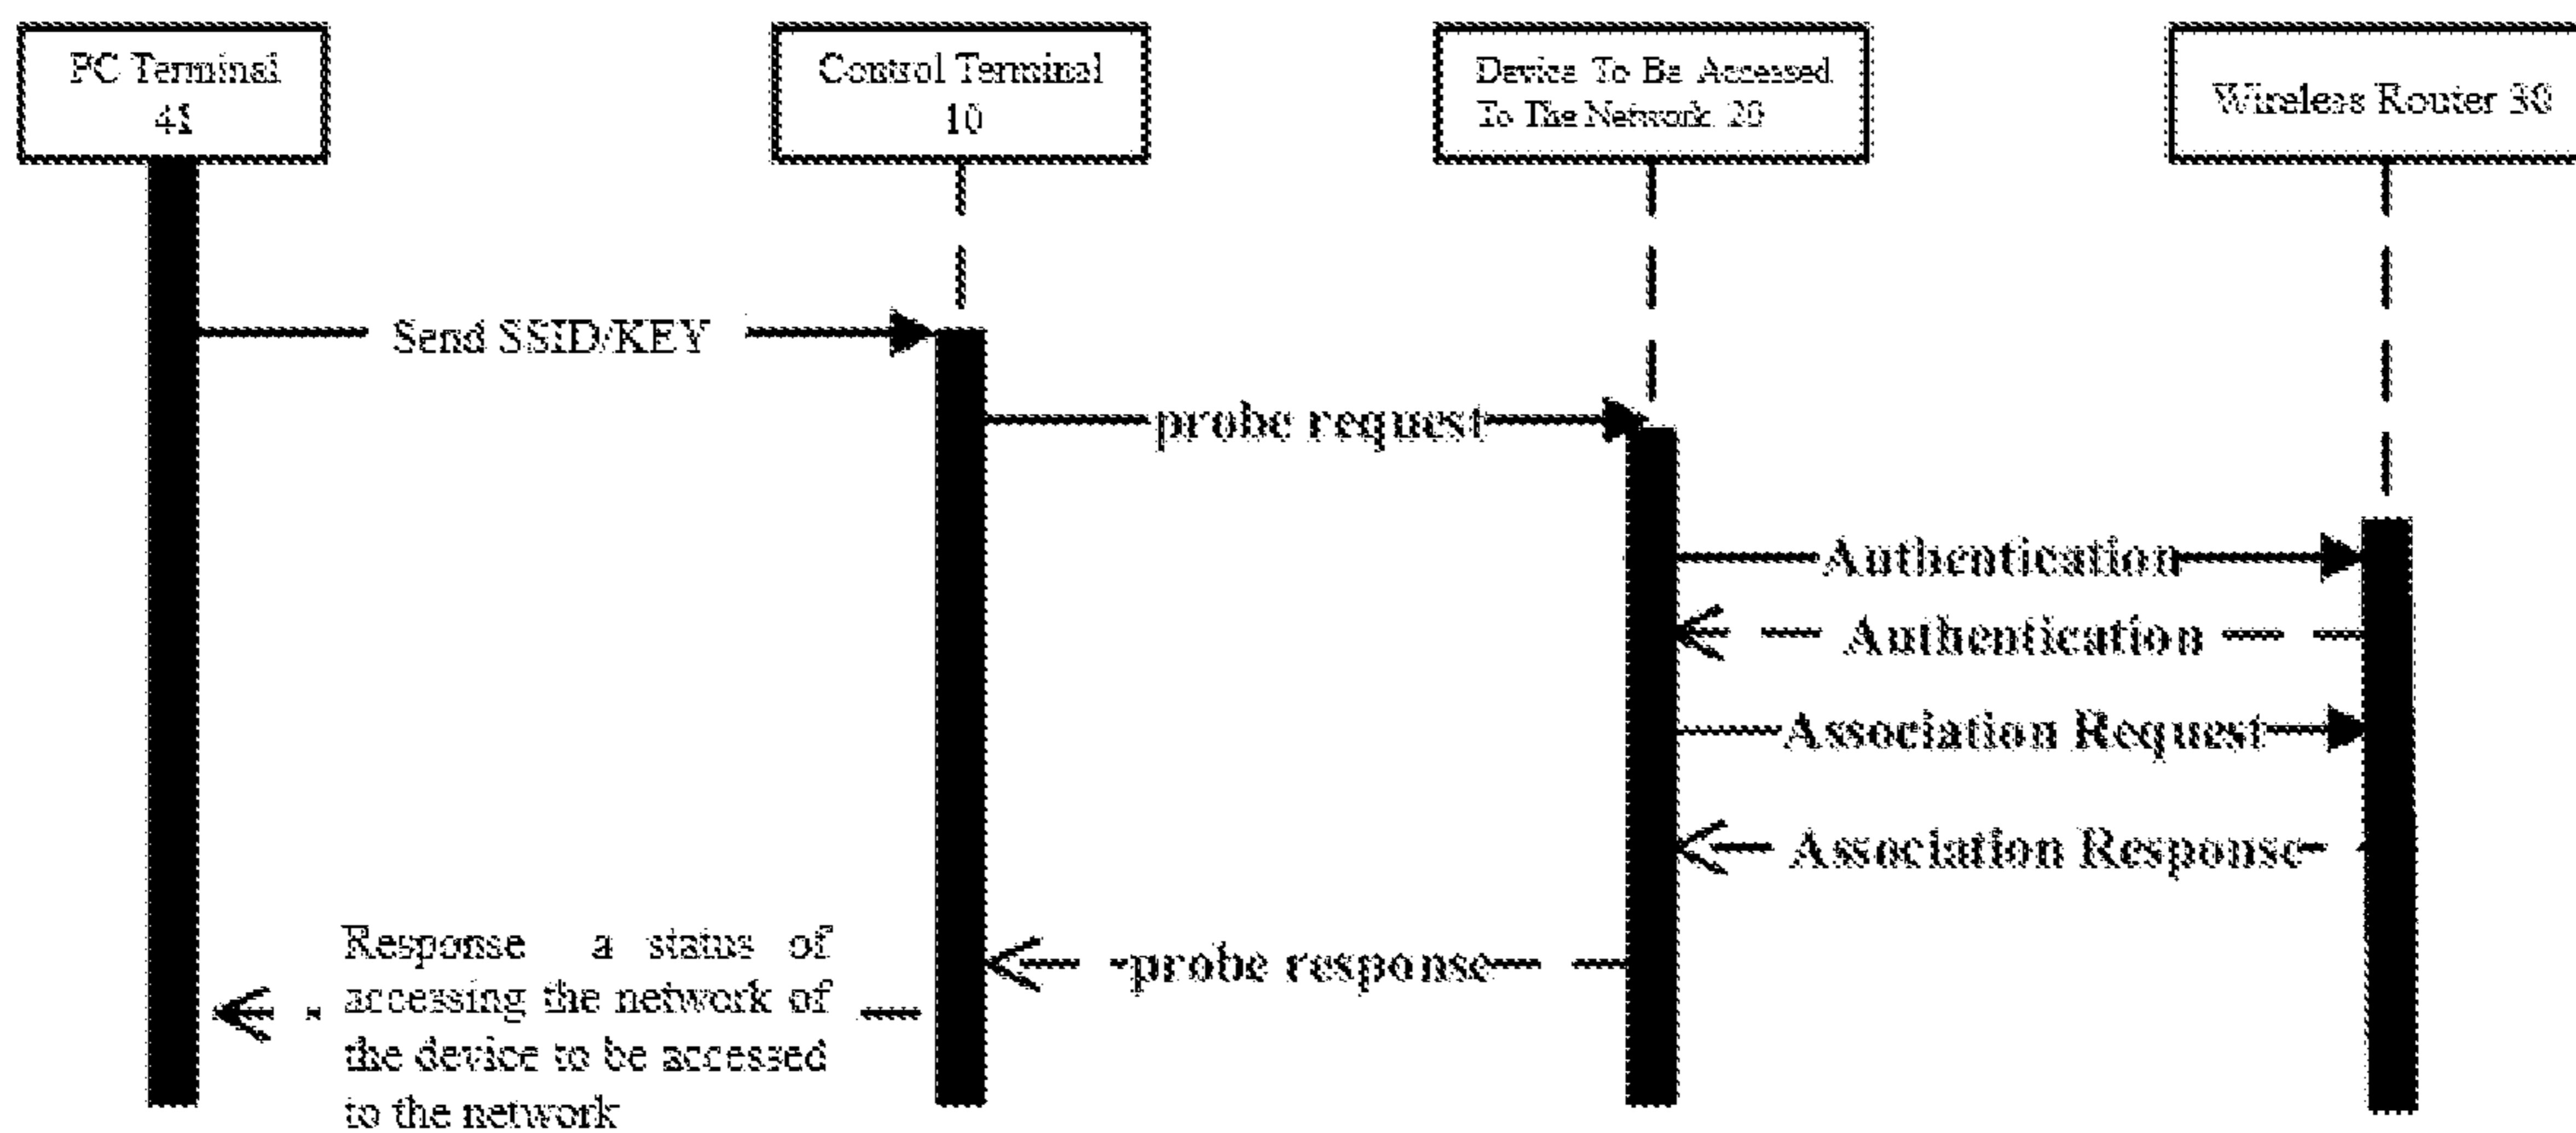 PC Terminal
Control Terminal
10
Device To Be Accessed
To The Network 20
Wireless Router 30
Send SSID/KEY
probe request
Authentication
Authentication
Association Request
Association Response
probe response
Response a status of
accessing the network of
the device to be accessed
to the network